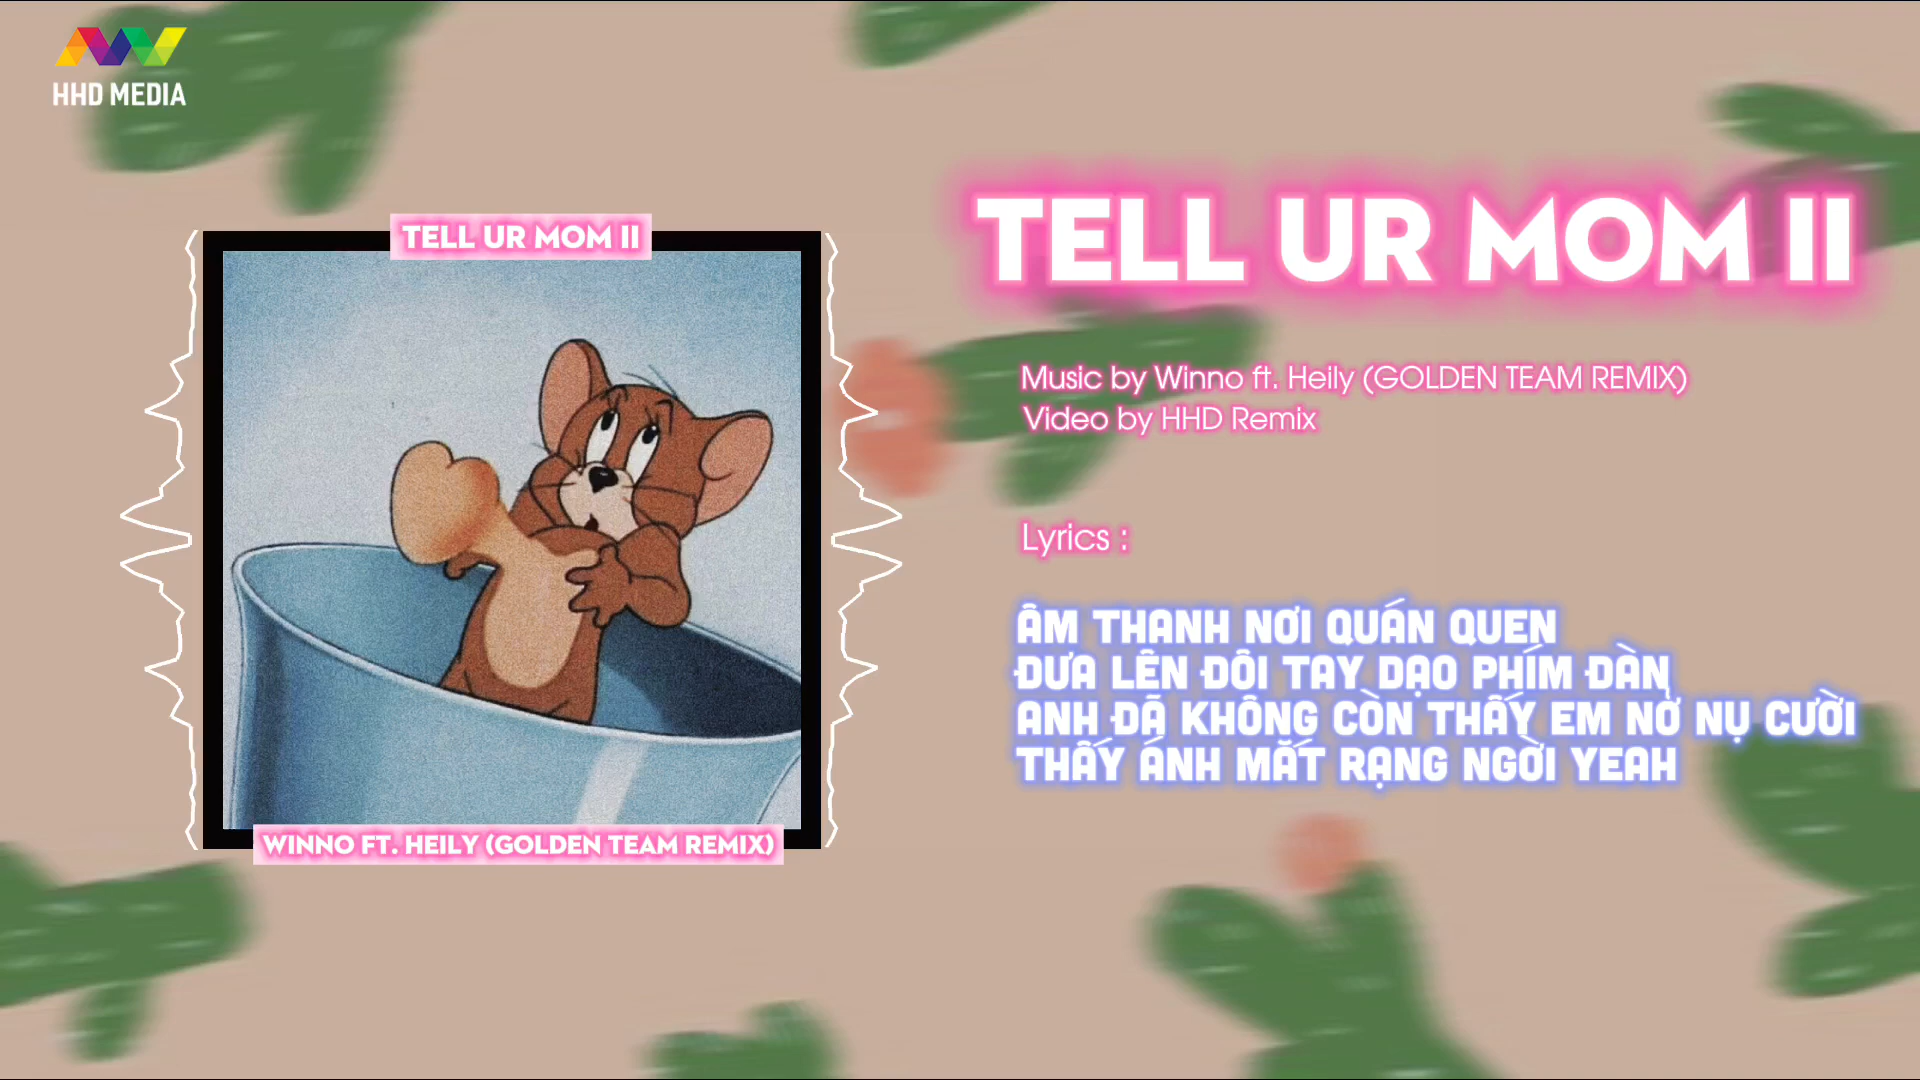 HHD MEDIA
TELL UR MOM II
WINNO FT. HEILY (GOLDEN TEAM REMIX)
TELL UR MOM II
Music by Winno ft. Heily (GOLDEN TEAM REMIX)
Video by HHD Remix
Lyrics :
ÂM THANH NƠI QUÁN QUEN
ĐƯA LÊN ĐÔI TAY DẠO PHÍM ĐÀN
ANH ĐÃ KHÔNG CÒN THẤY EM NỞ NỤ CƯỜI
THẤY ÁNH MẮT RẠNG NGỜI YEAH